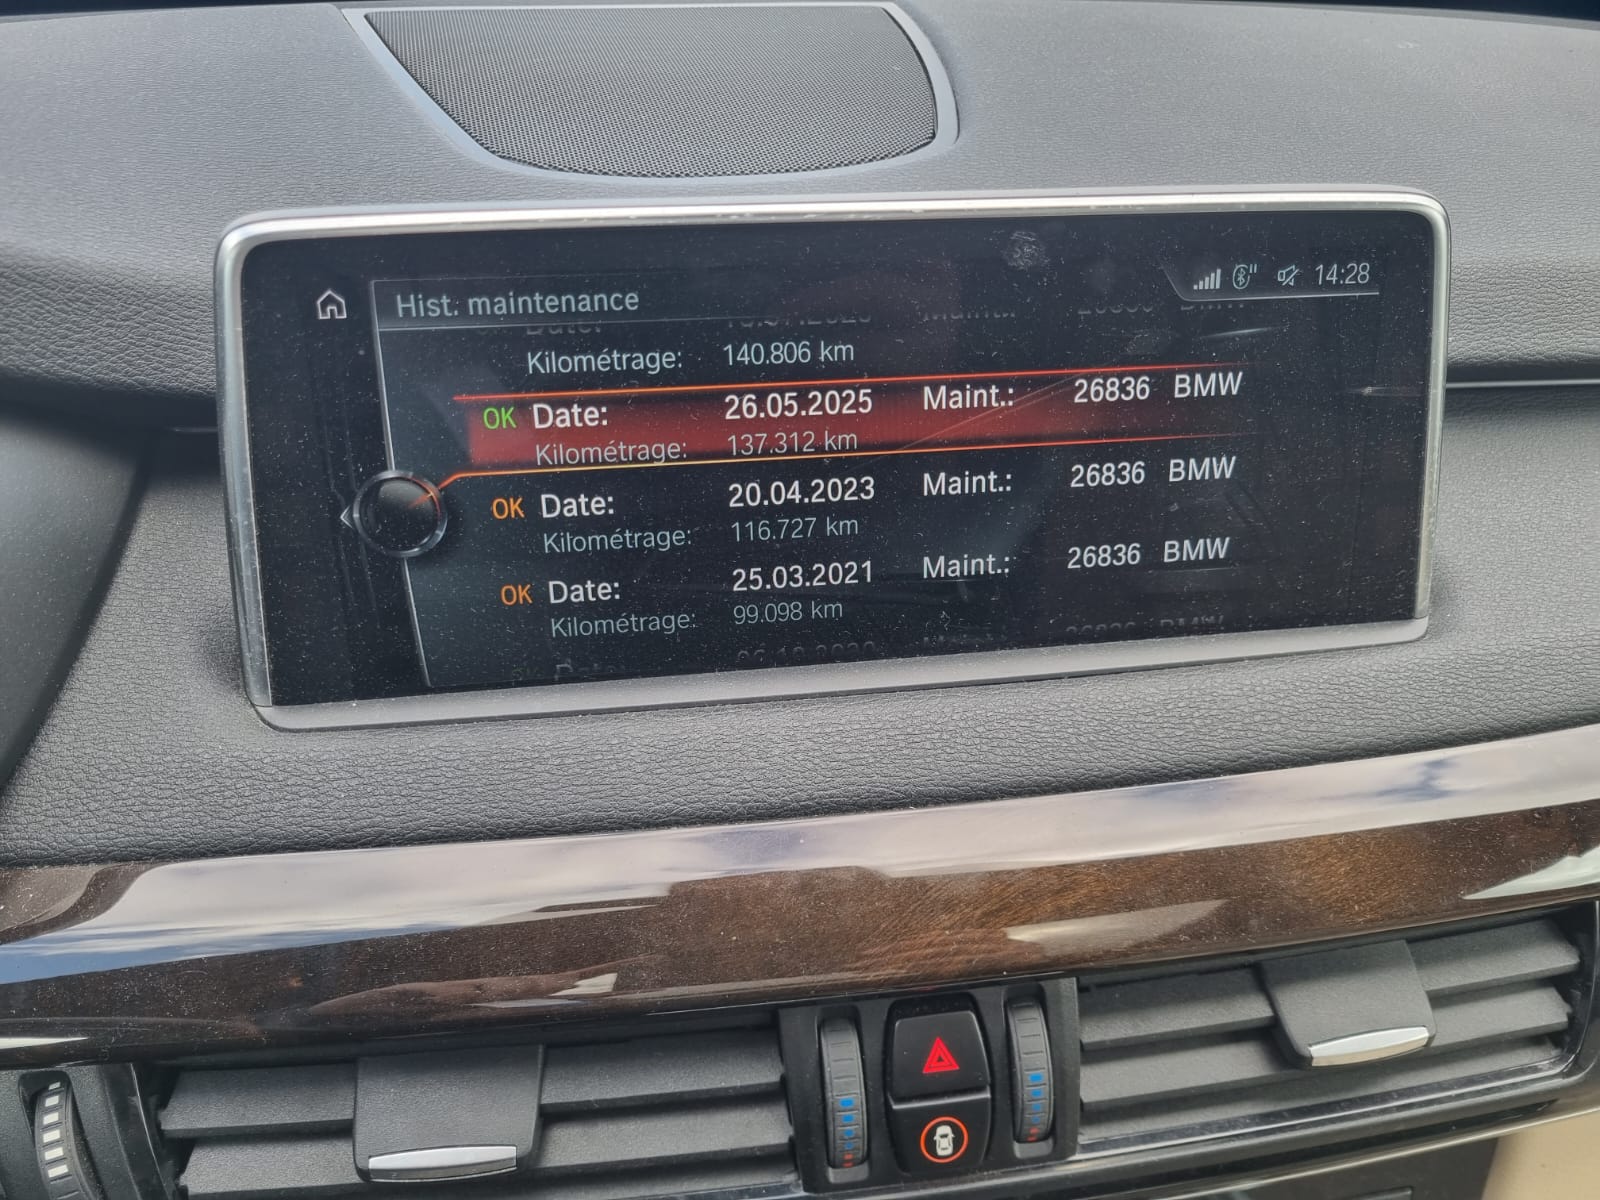 Hist. maintenance
14:28
Kilométrage: 140.806 km
OK Date: 26.05.2025 Maint.: 26836 BMW
Kilométrage: 137.312 km
OK Date: 20.04.2023 Maint.: 26836 BMW
Kilométrage: 116.727 km
OK Date: 25.03.2021 Maint.: 26836 BMW
Kilométrage: 99.098 km